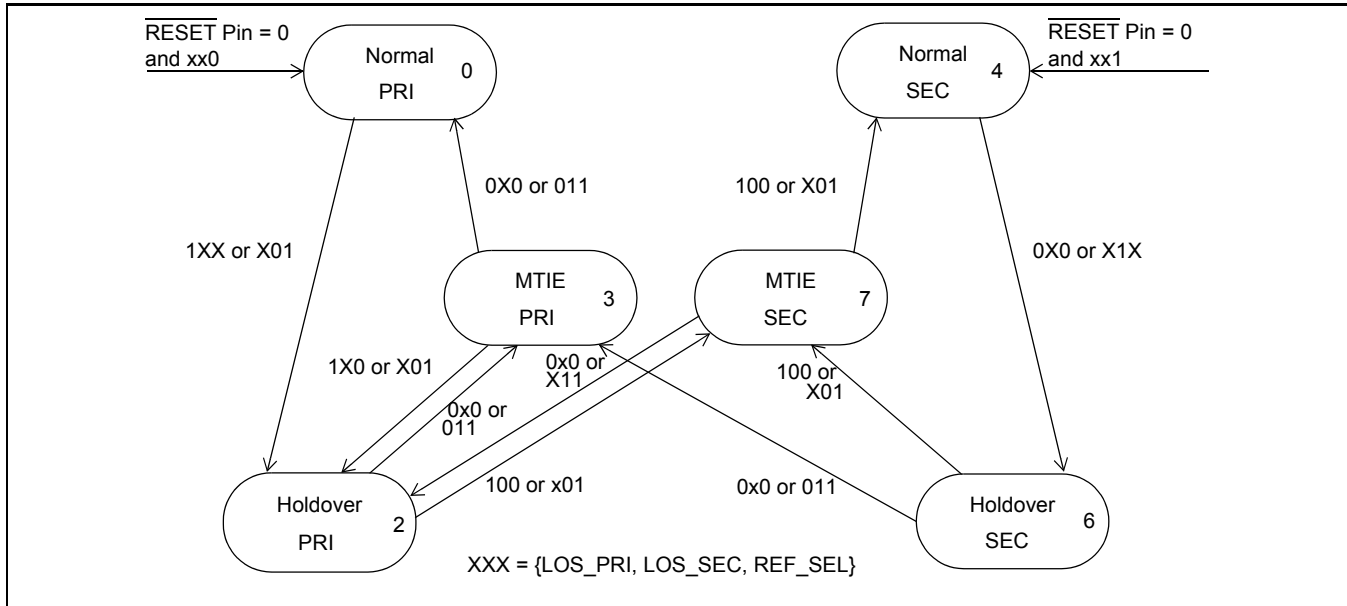 RESET Pin = 0
and xx0
Normal
PRI
0
Normal
SEC
4
RESET Pin = 0
and xx1
0X0 or 011
100 or X01
1XX or X01
0X0 or X1X
MTIE
PRI
3
MTIE
SEC
7
1X0 or X01
0x0 or
X11
100 or
X01
0x0 or
011
100 or x01
0x0 or 011
Holdover
PRI
2
Holdover
SEC
6
XXX = {LOS_PRI, LOS_SEC, REF_SEL}